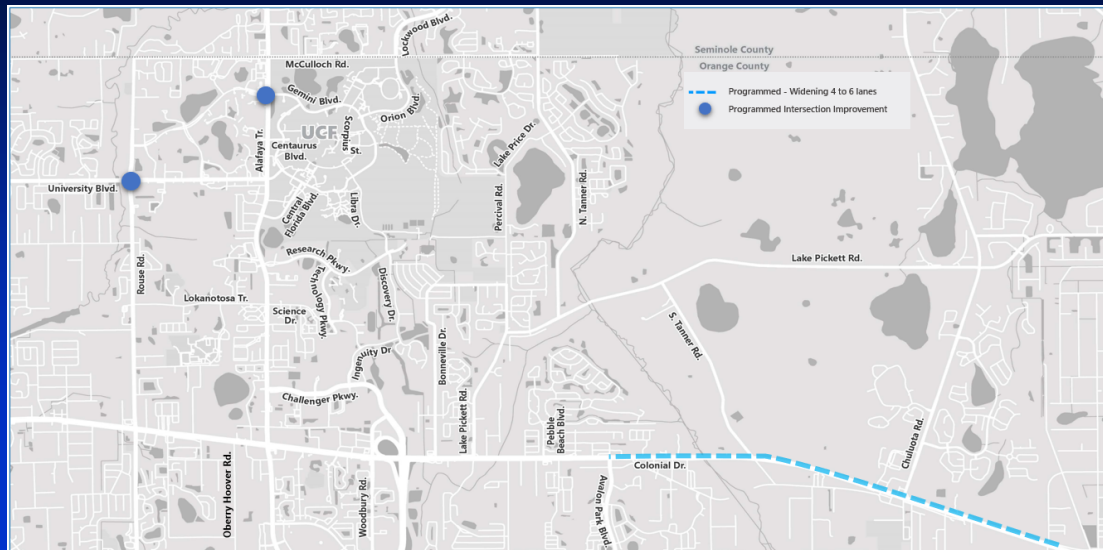 Lockwood Blvd.
Seminole County
McCulloch Rd.
Orange County
Programmed - Widening 4 to 6 lanes
Programmed Intersection Improvement
Gemini Blvd.
Orion Blvd.
Scorpius
St.
UCF
Centaurus
Blvd.
Alafaya Tr.
Lake Price Dr.
University Blvd.
Central
Florida Blvd.
Libra Dr.
Percival Rd.
N. Tanner Rd.
Rouse Rd.
Research Pkwy.
Technology Pkwy.
Discovery Dr.
Lake Pickett Rd.
Lokanotosa Tr.
Science
Dr.
S. Tanner Rd.
Ingenuity Dr
Bonneville Dr.
Challenger Pkwy.
Lake Pickett Rd.
Pebble
Beach Blvd.
Chuluota Rd.
Oberry Hoover Rd.
Woodbury Rd.
Colonial Dr.
Avalon Park Blvd.